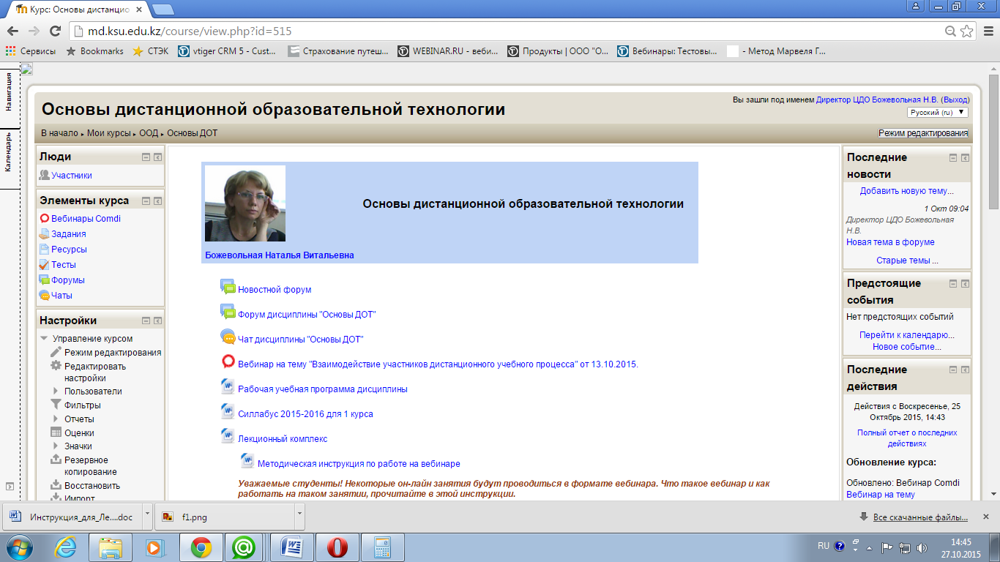 Курс: Основы дистанцио
md.ksu.edu.kz/course/view.php?id=515
Сервисы
Bookmarks
СТЭК
vtiger CRM 5 - Cust...
Страхование путеш...
WEBINAR.RU - веби...
Продукты | ООО "О...
Вебинары: Тестовы...
- Метод Марвеля Г...
Навигация
Календарь
Вы зашли под именем Директор ЦДО Божевольная Н.В. (Выход)
Основы дистанционной образовательной технологии
Русский (ru)
В начало ► Мои курсы ► ООД ► Основы ДОТ
Режим редактирования
Люди
Участники
Элементы курса
Вебинары Comdi
Задания
Ресурсы
Тесты
Форумы
Чаты
Настройки
Управление курсом
Режим редактирования
Редактировать
настройки
Пользователи
Фильтры
Отчеты
Оценки
Значки
Резервное
копирование
Восстановить
Импорт
Основы дистанционной образовательной технологии
Божевольная Наталья Витальевна
Новостной форум
Форум дисциплины "Основы ДОТ"
Чат дисциплины "Основы ДОТ"
Вебинар на тему "Взаимодействие участников дистанционного учебного процесса" от 13.10.2015.
Рабочая учебная программа дисциплины
Силлабус 2015-2016 для 1 курса
Лекционный комплекс
Методическая инструкция по работе на вебинаре
Уважаемые студенты! Некоторые он-лайн занятия будут проводиться в формате вебинара. Что такое вебинар и как
работать на таком занятии, прочитайте в этой инструкции.
Последние
новости
Добавить новую тему...
1 Окт 09:04
Директор ЦДО Божевольная
Н.В.
Новая тема в форуме
Старые темы ...
Предстоящие
события
Нет предстоящих событий
Перейти к календарю...
Новое событие...
Последние
действия
Действия с Воскресенье, 25
Октябрь 2015, 14:43
Полный отчет о последних
действиях
Обновление курса:
Обновлено: Вебинар Comdi
Вебинар на тему
Инструкция_для_Ле....doc
f1.png
Все скачанные файлы...
RU
14:45
27.10.2015